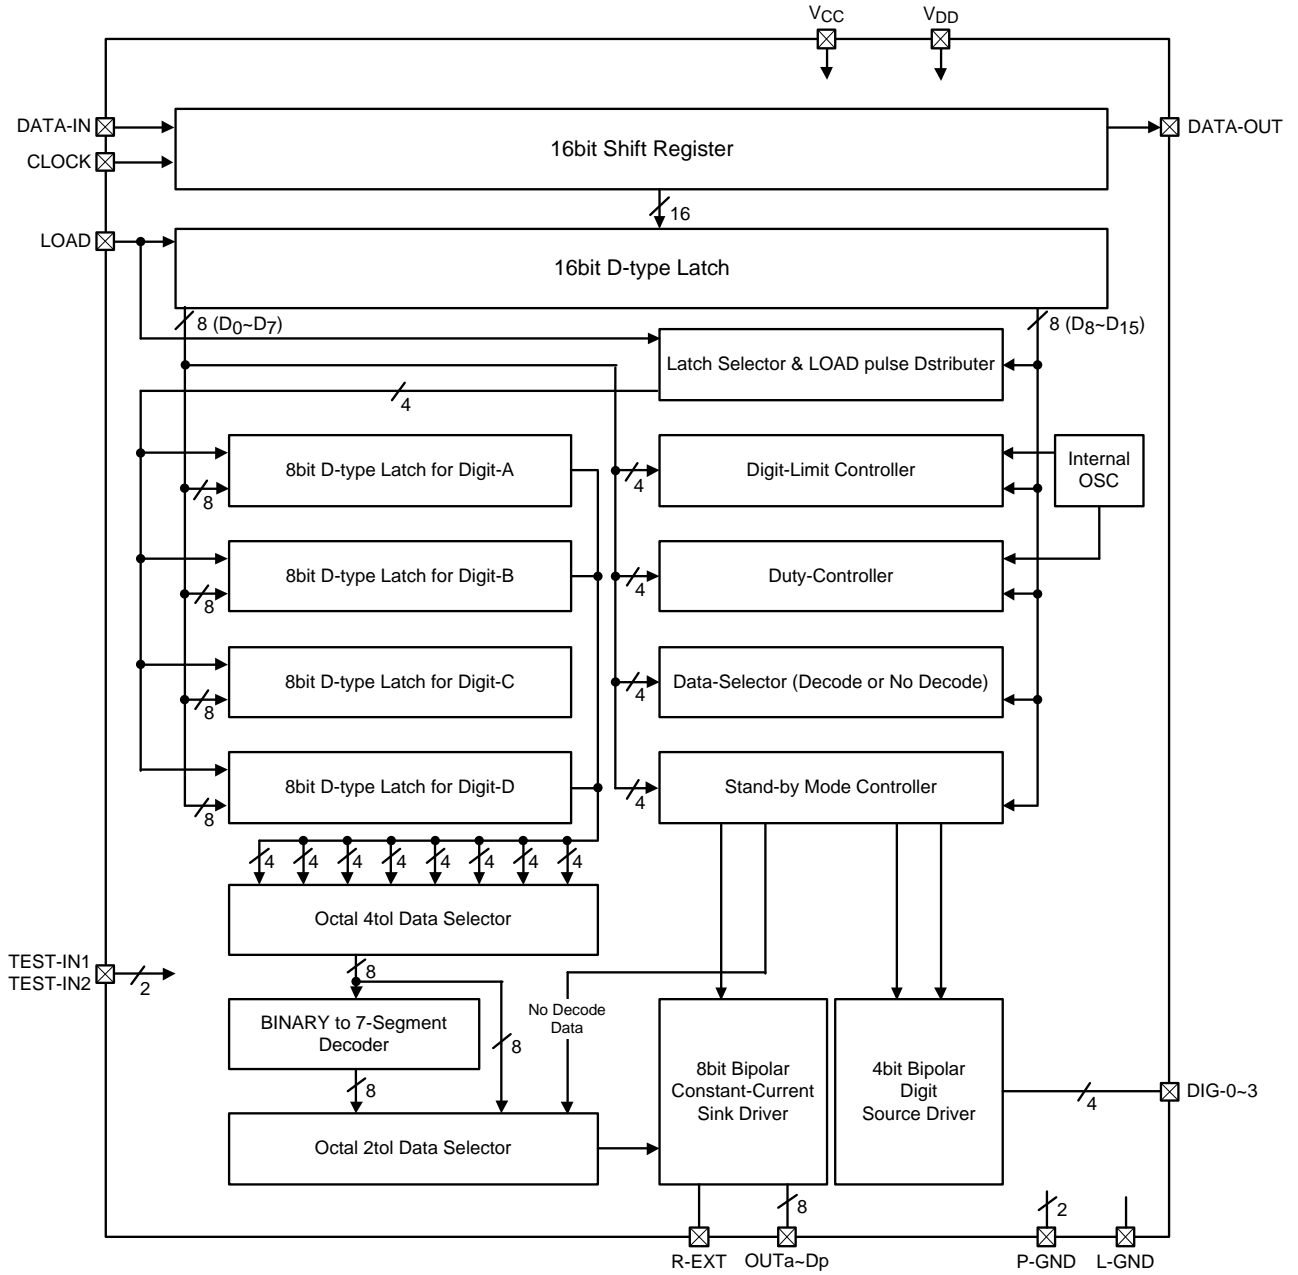 VCC
VDD
DATA-IN
DATA-OUT
16bit Shift Register
CLOCK
16
LOAD
16bit D-type Latch
8 (D0~D7)
8 (D8~D15)
Latch Selector & LOAD pulse Dstributer
4
8bit D-type Latch for Digit-A
8
4
Digit-Limit Controller
Internal
OSC
8bit D-type Latch for Digit-B
8
4
Duty-Controller
8bit D-type Latch for Digit-C
8
4
Data-Selector (Decode or No Decode)
8bit D-type Latch for Digit-D
8
4
Stand-by Mode Controller
4
4
4
4
4
4
4
4
Octal 4tol Data Selector
TEST-IN1
TEST-IN2
2
8
BINARY to 7-Segment
Decoder
8
No Decode
Data
8
8bit Bipolar
Constant-Current
Sink Driver
4bit Bipolar
Digit
Source Driver
4
DIG-0~3
Octal 2tol Data Selector
8
2
R-EXT
OUTa~Dp
P-GND
L-GND